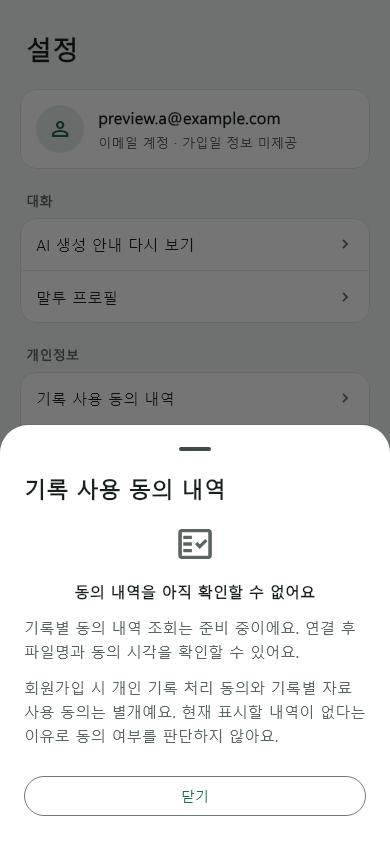 설정
preview.a@example.com
이메일 계정 · 가입일 정보 미제공
대화
AI 생성 안내 다시 보기
말투 프로필
개인정보
기록 사용 동의 내역
기록 사용 동의 내역
동의 내역을 아직 확인할 수 없어요
기록별 동의 내역 조회는 준비 중이에요. 연결 후
파일명과 동의 시각을 확인할 수 있어요.
회원가입 시 개인 기록 처리 동의와 기록별 자료
사용 동의는 별개예요. 현재 표시할 내역이 없다는
이유로 동의 여부를 판단하지 않아요.
닫기